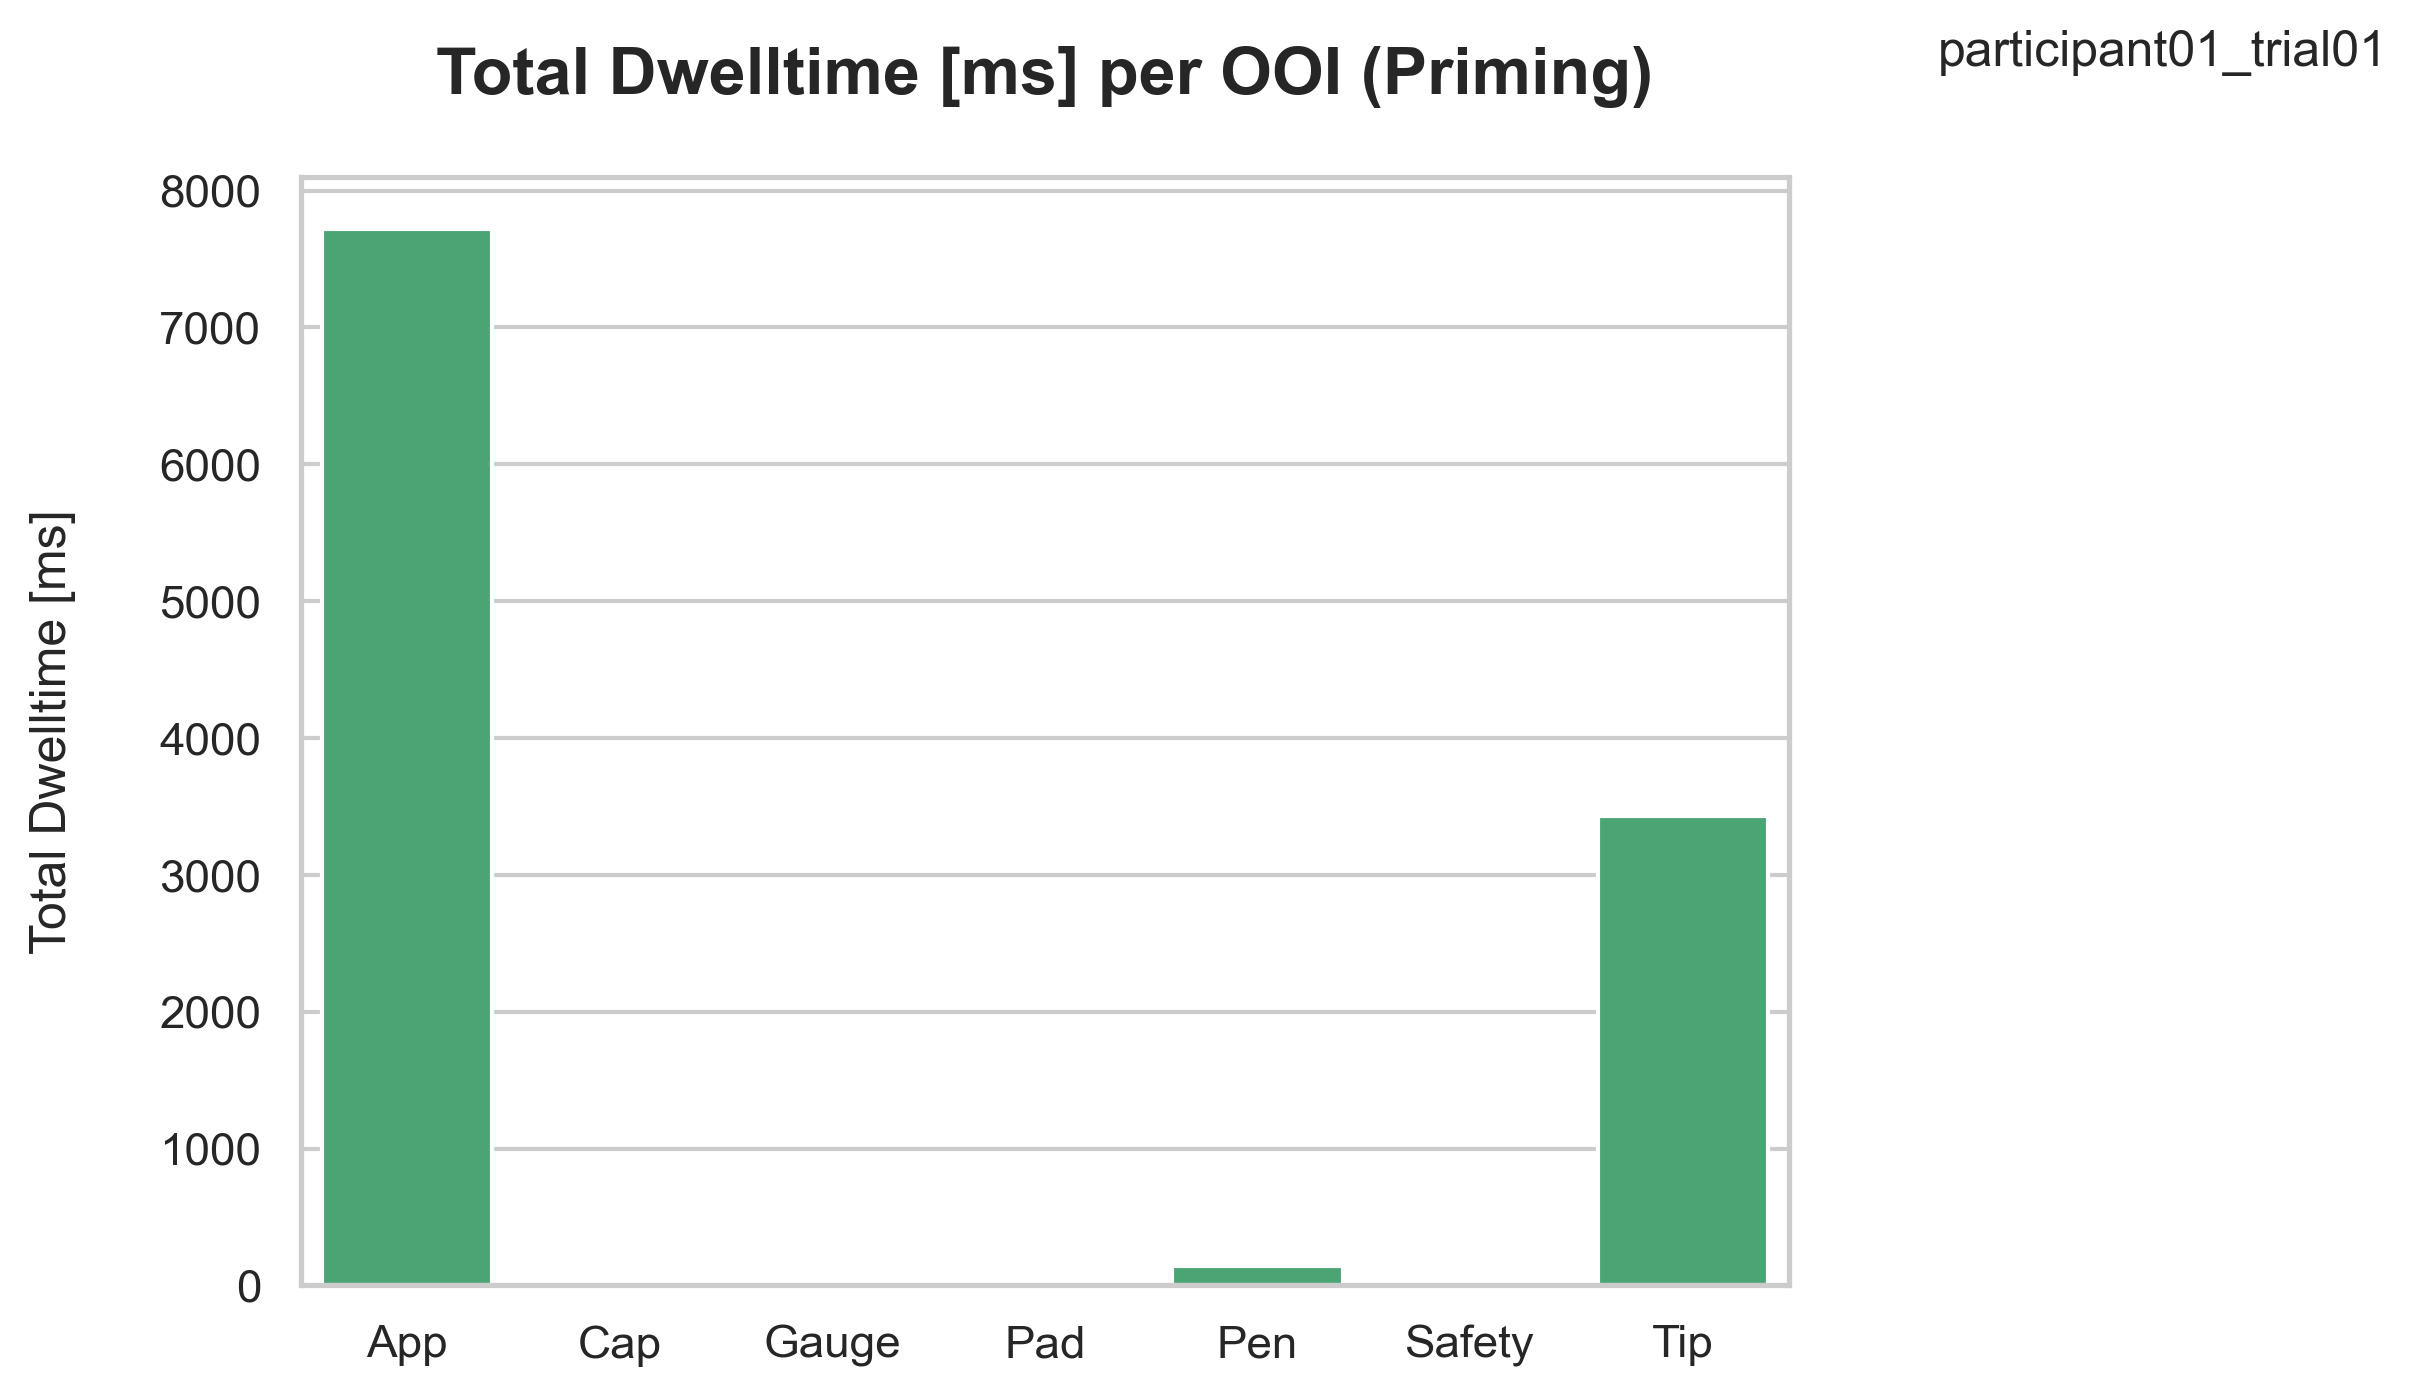 Total Dwelltime [ms] per OOI (Priming)
participant01_trial01
Total Dwelltime [ms]
8000
7000
6000
5000
4000
3000
2000
1000
0
App Cap Gauge Pad Pen Safety Tip